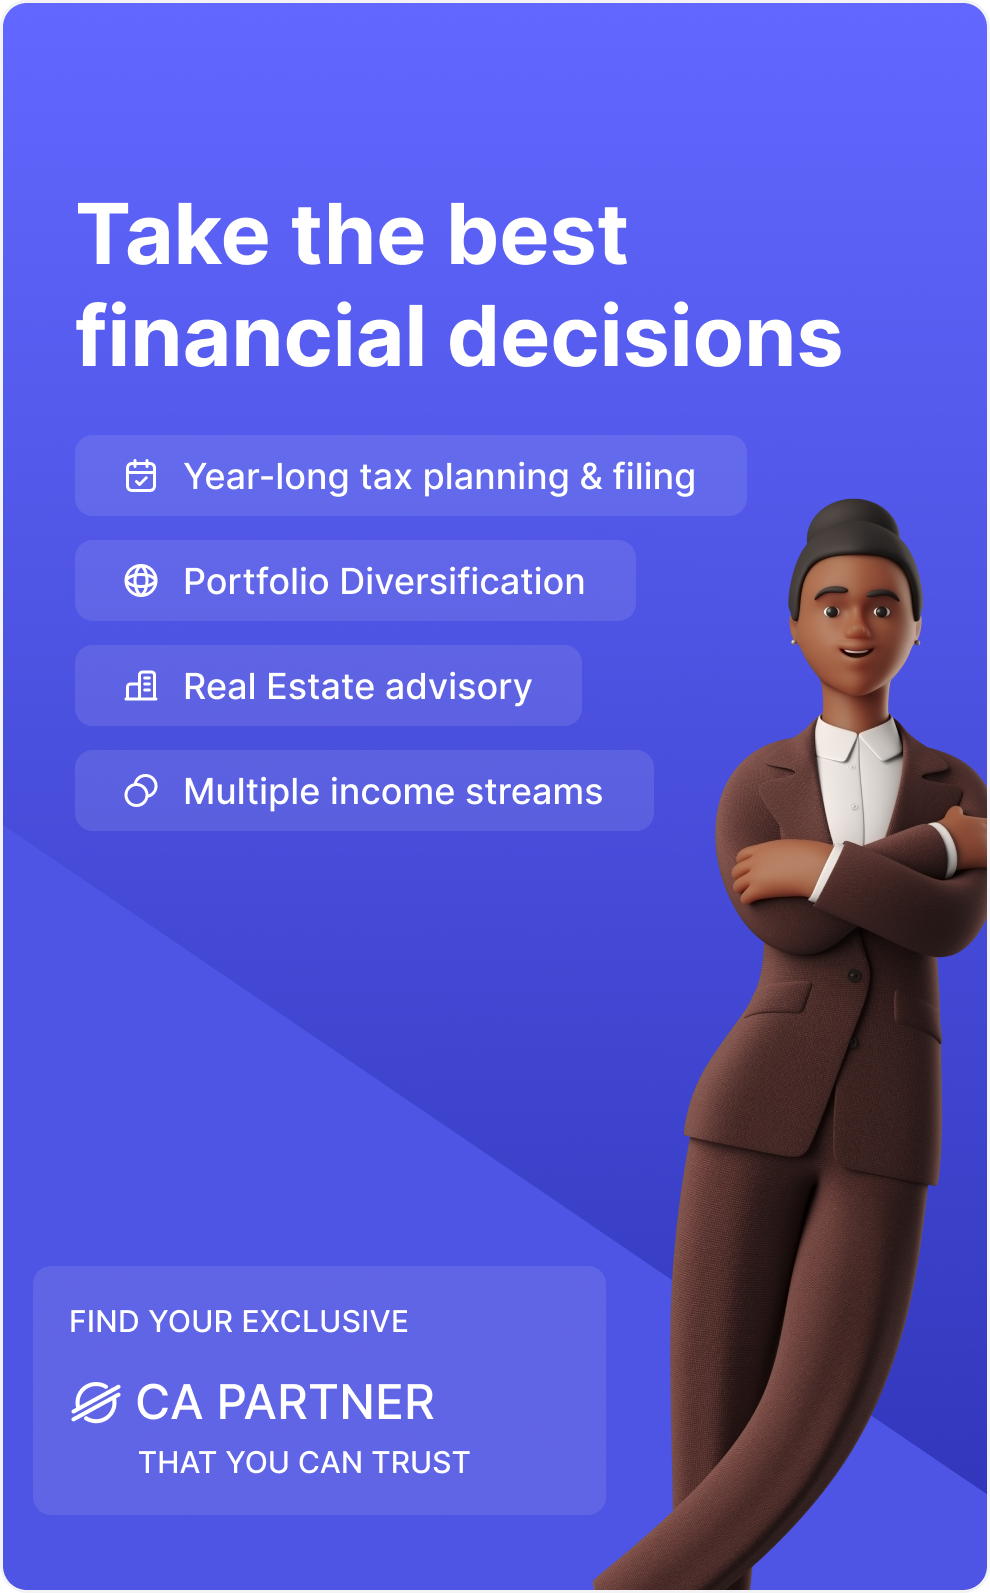 Take the best
financial decisions
Year-long tax planning & filing
Portfolio Diversification
Real Estate advisory
Multiple income streams
FIND YOUR EXCLUSIVE
CA PARTNER
THAT YOU CAN TRUST